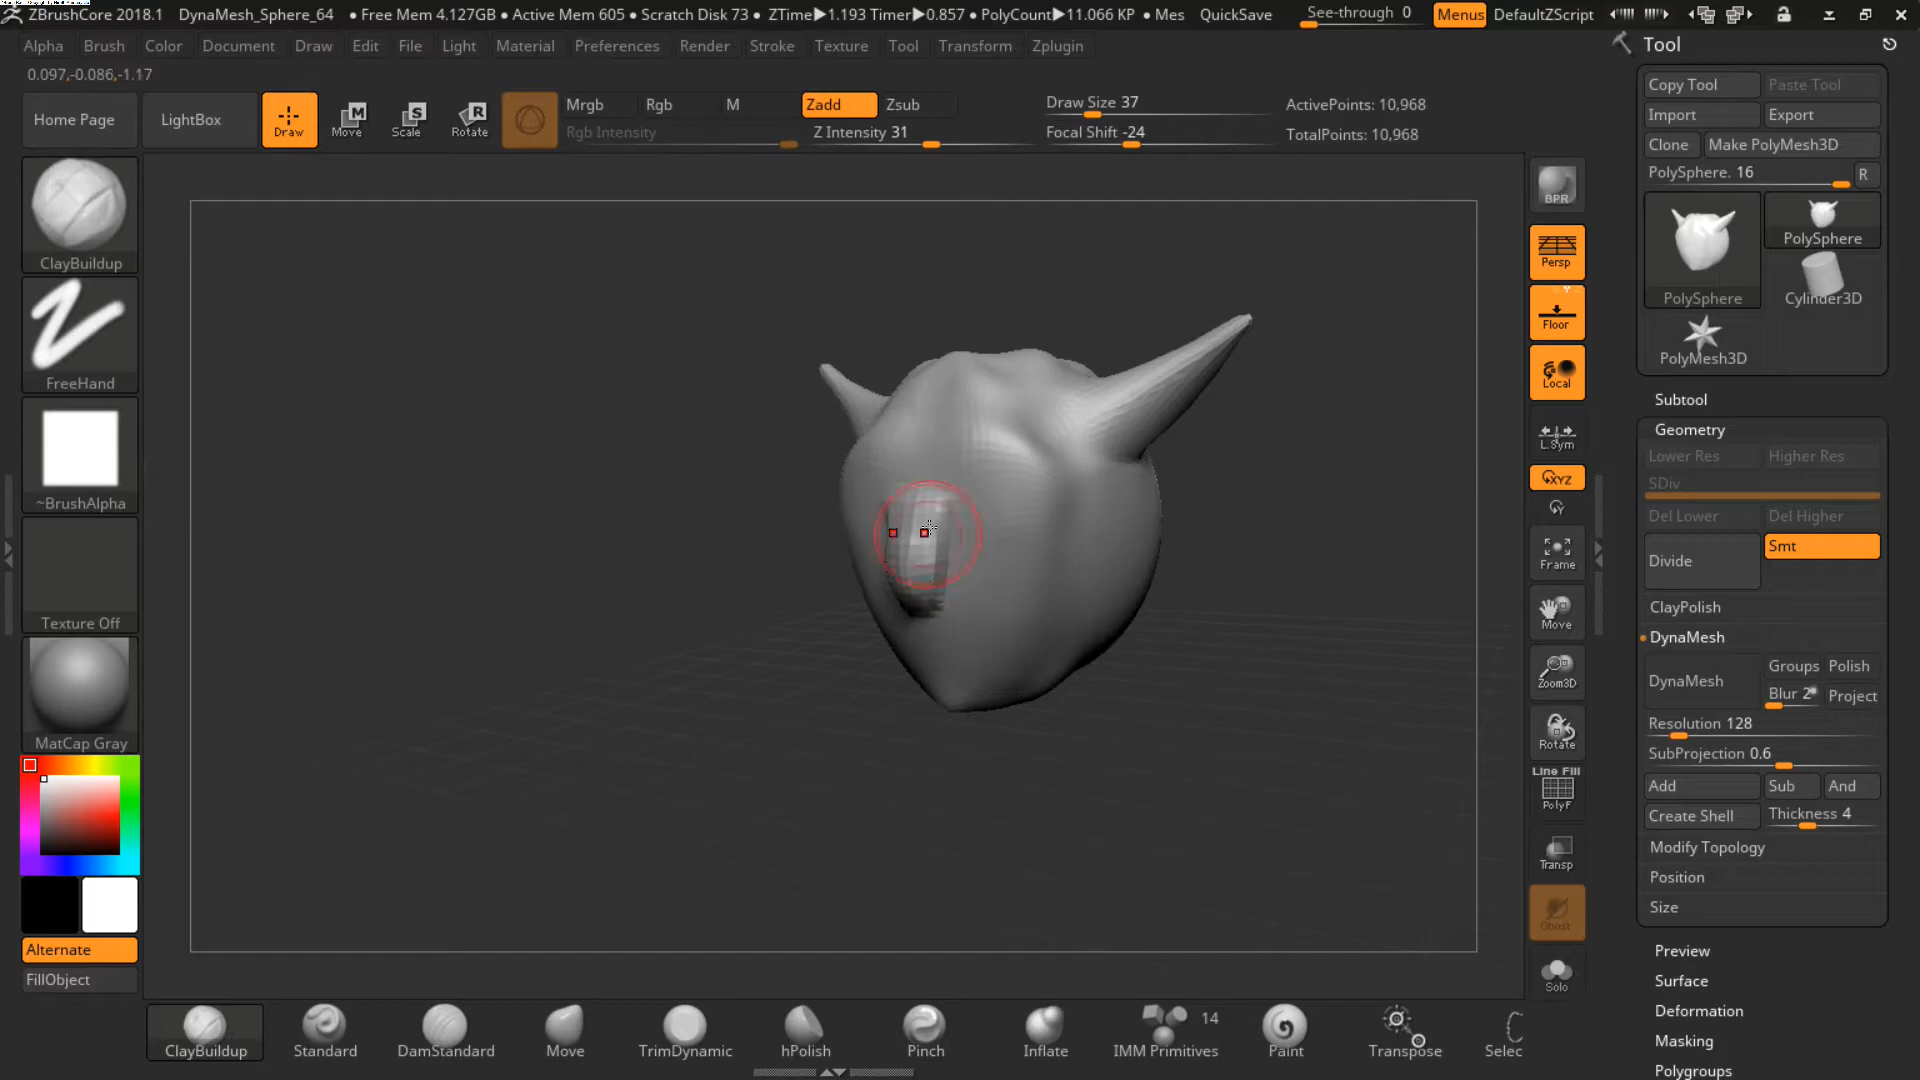 ZBrushCore 2018.1 DynaMesh_Sphere_64 • Free Mem 4.127GB • Active Mem 605 • Scratch Disk 73 • ZTime▶1.193 Timer▶0.857 • PolyCount▶11.066 KP • Mes QuickSave See-through 0 Menus DefaultZScript
Alpha Brush Color Document Draw Edit File Light Material Preferences Render Stroke Texture Tool Transform Zplugin
0.097,-0.086,-1.17
Home Page LightBox Draw Move Scale Rotate
Mrgb Rgb M Zadd Zsub
Rgb Intensity Z Intensity 31
Draw Size 37
Focal Shift -24
ActivePoints: 10,968
TotalPoints: 10,968
ClayBuildup
FreeHand
~BrushAlpha
Texture Off
MatCap Gray
Alternate
FillObject
BPR
Persp
Floor
Local
L.Sym
XYZ
Frame
Move
Zoom3D
Rotate
Line Fill
PolyF
Transp
Ghost
Solo
Tool
Copy Tool Paste Tool
Import Export
Clone Make PolyMesh3D
PolySphere. 16 R
PolySphere
PolySphere Cylinder3D
PolyMesh3D
Subtool
Geometry
Lower Res Higher Res
SDiv
Del Lower Del Higher
Divide Smt
ClayPolish
DynaMesh
DynaMesh Groups Polish
Blur 2 Project
Resolution 128
SubProjection 0.6
Add Sub And
Create Shell Thickness 4
Modify Topology
Position
Size
Preview
Surface
Deformation
Masking
Polygroups
ClayBuildup Standard DamStandard Move TrimDynamic hPolish Pinch Inflate IMM Primitives 14 Paint Transpose Selec